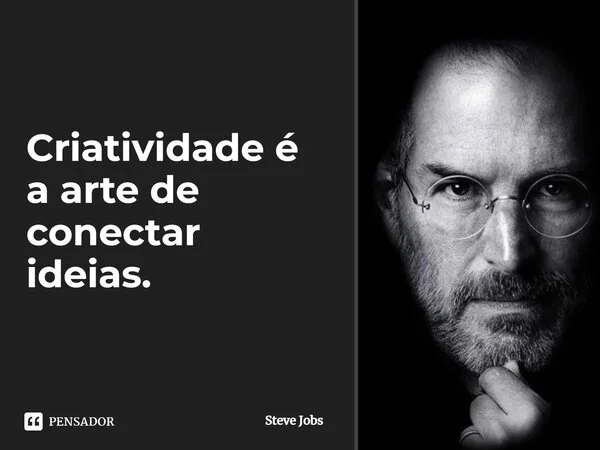 Criatividade é
a arte de
conectar
ideias.
PENSADOR
Steve Jobs